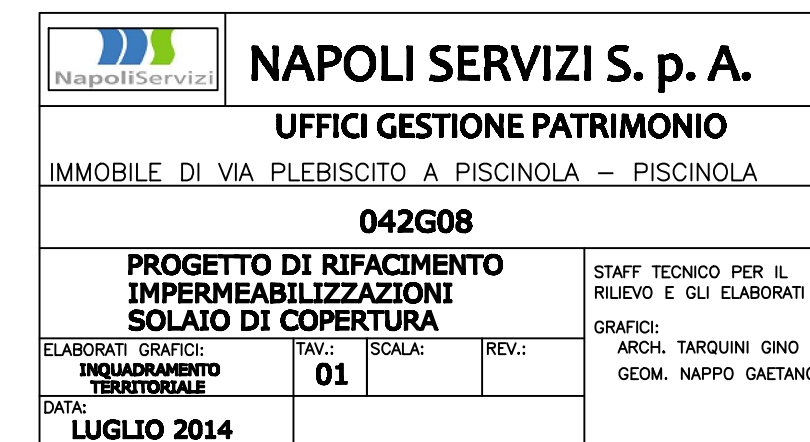 NapoliServizi
NAPOLI SERVIZI S. p. A.
UFFICI GESTIONE PATRIMONIO
IMMOBILE DI VIA PLEBISCITO A PISCINOLA – PISCINOLA
042G08
PROGETTO DI RIFACIMENTO
IMPERMEABILIZZAZIONI
SOLAIO DI COPERTURA
STAFF TECNICO PER IL
RILIEVO E GLI ELABORATI
GRAFICI:
ARCH. TARQUINI GINO
GEOM. NAPPO GAETANO
ELABORATI GRAFICI:
INQUADRAMENTO
TERRITORIALE
TAV.:
01
SCALA:
REV.:
DATA:
LUGLIO 2014